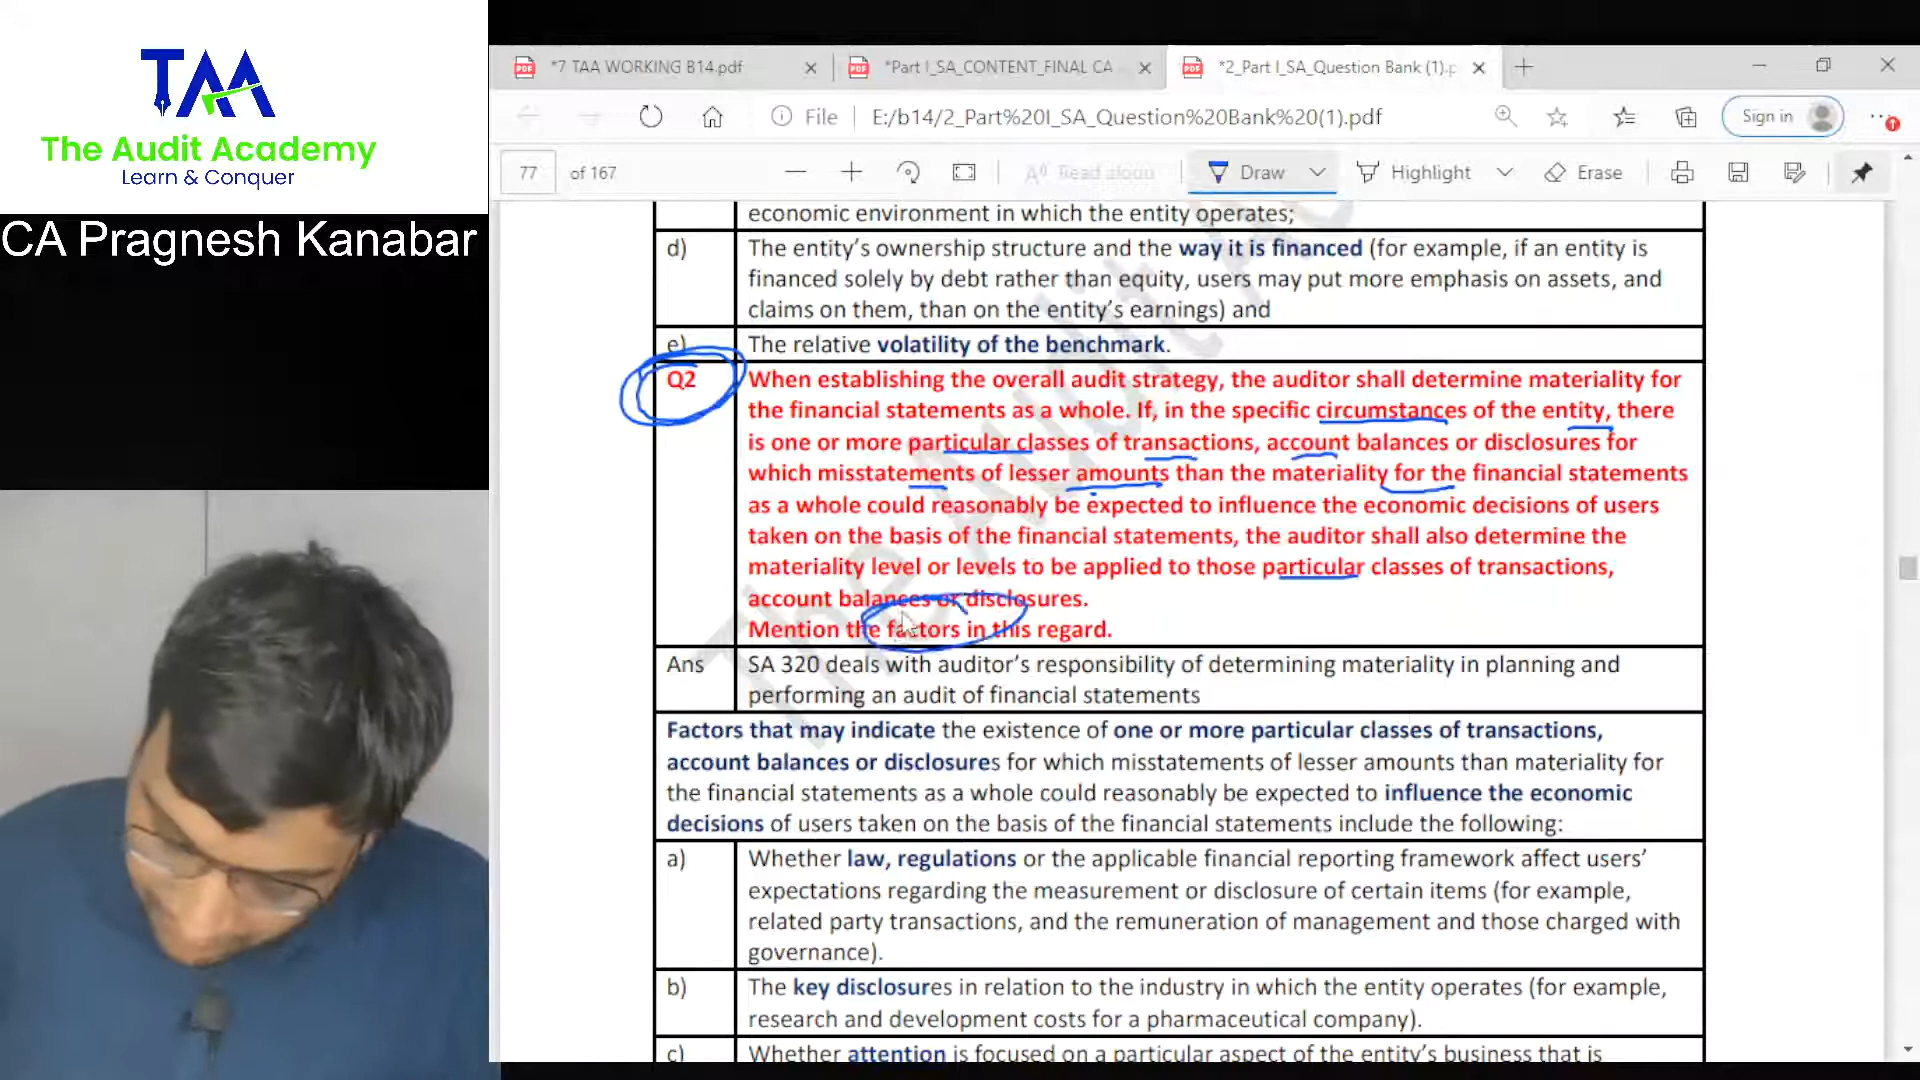 TAA
The Audit Academy
Learn & Conquer
CA Pragnesh Kanabar
*7 TAA WORKING B14.pdf
*Part I_SA_CONTENT_FINAL CA
*2_Part I_SA_Question Bank (1).p
File
E:/b14/2_Part%20I_SA_Question%20Bank%20(1).pdf
Sign in
77 of 167
Read aloud
Draw
Highlight
Erase
economic environment in which the entity operates;
d) The entity's ownership structure and the way it is financed (for example, if an entity is
financed solely by debt rather than equity, users may put more emphasis on assets, and
claims on them, than on the entity's earnings) and
e) The relative volatility of the benchmark.
Q2 When establishing the overall audit strategy, the auditor shall determine materiality for
the financial statements as a whole. If, in the specific circumstances of the entity, there
is one or more particular classes of transactions, account balances or disclosures for
which misstatements of lesser amounts than the materiality for the financial statements
as a whole could reasonably be expected to influence the economic decisions of users
taken on the basis of the financial statements, the auditor shall also determine the
materiality level or levels to be applied to those particular classes of transactions,
account balances or disclosures.
Mention the factors in this regard.
Ans SA 320 deals with auditor's responsibility of determining materiality in planning and
performing an audit of financial statements
Factors that may indicate the existence of one or more particular classes of transactions,
account balances or disclosures for which misstatements of lesser amounts than materiality for
the financial statements as a whole could reasonably be expected to influence the economic
decisions of users taken on the basis of the financial statements include the following:
a) Whether law, regulations or the applicable financial reporting framework affect users'
expectations regarding the measurement or disclosure of certain items (for example,
related party transactions, and the remuneration of management and those charged with
governance).
b) The key disclosures in relation to the industry in which the entity operates (for example,
research and development costs for a pharmaceutical company).
c) Whether attention is focused on a particular aspect of the entity's business that is